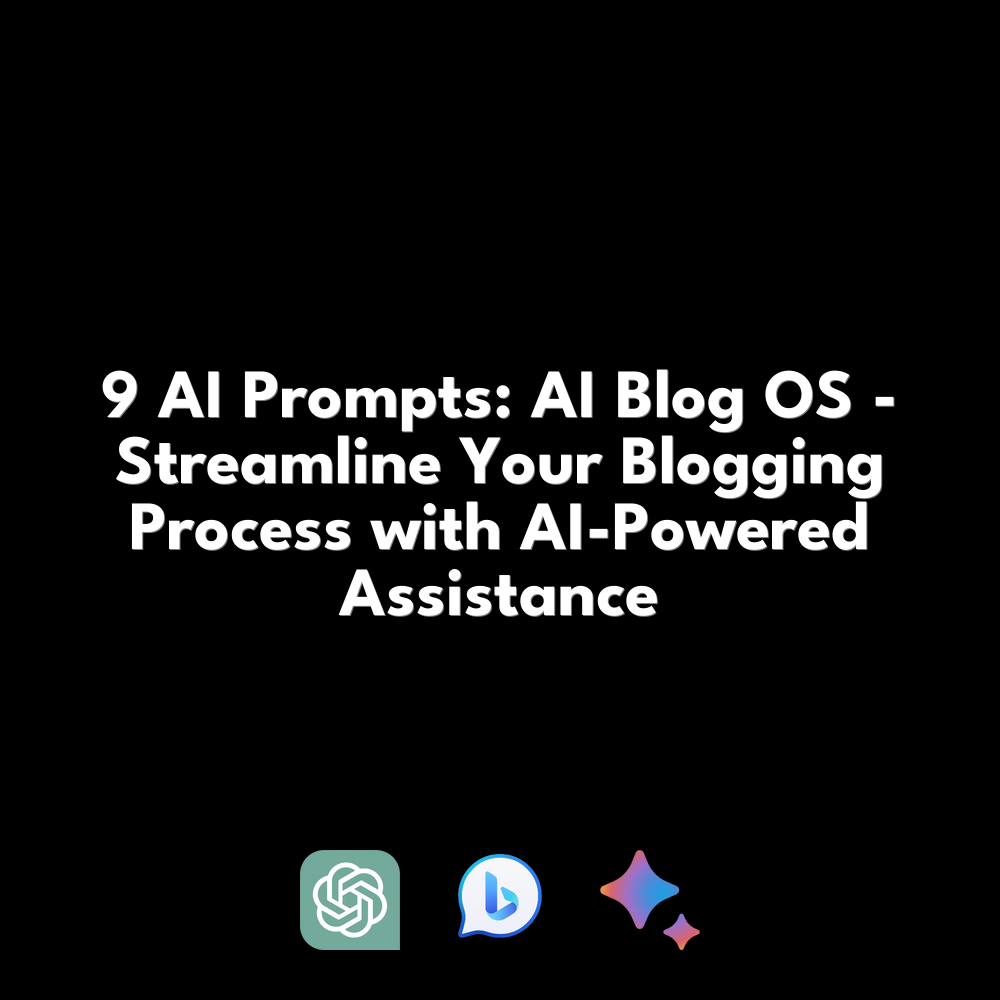 9 AI Prompts: AI Blog OS -
Streamline Your Blogging
Process with AI-Powered
Assistance